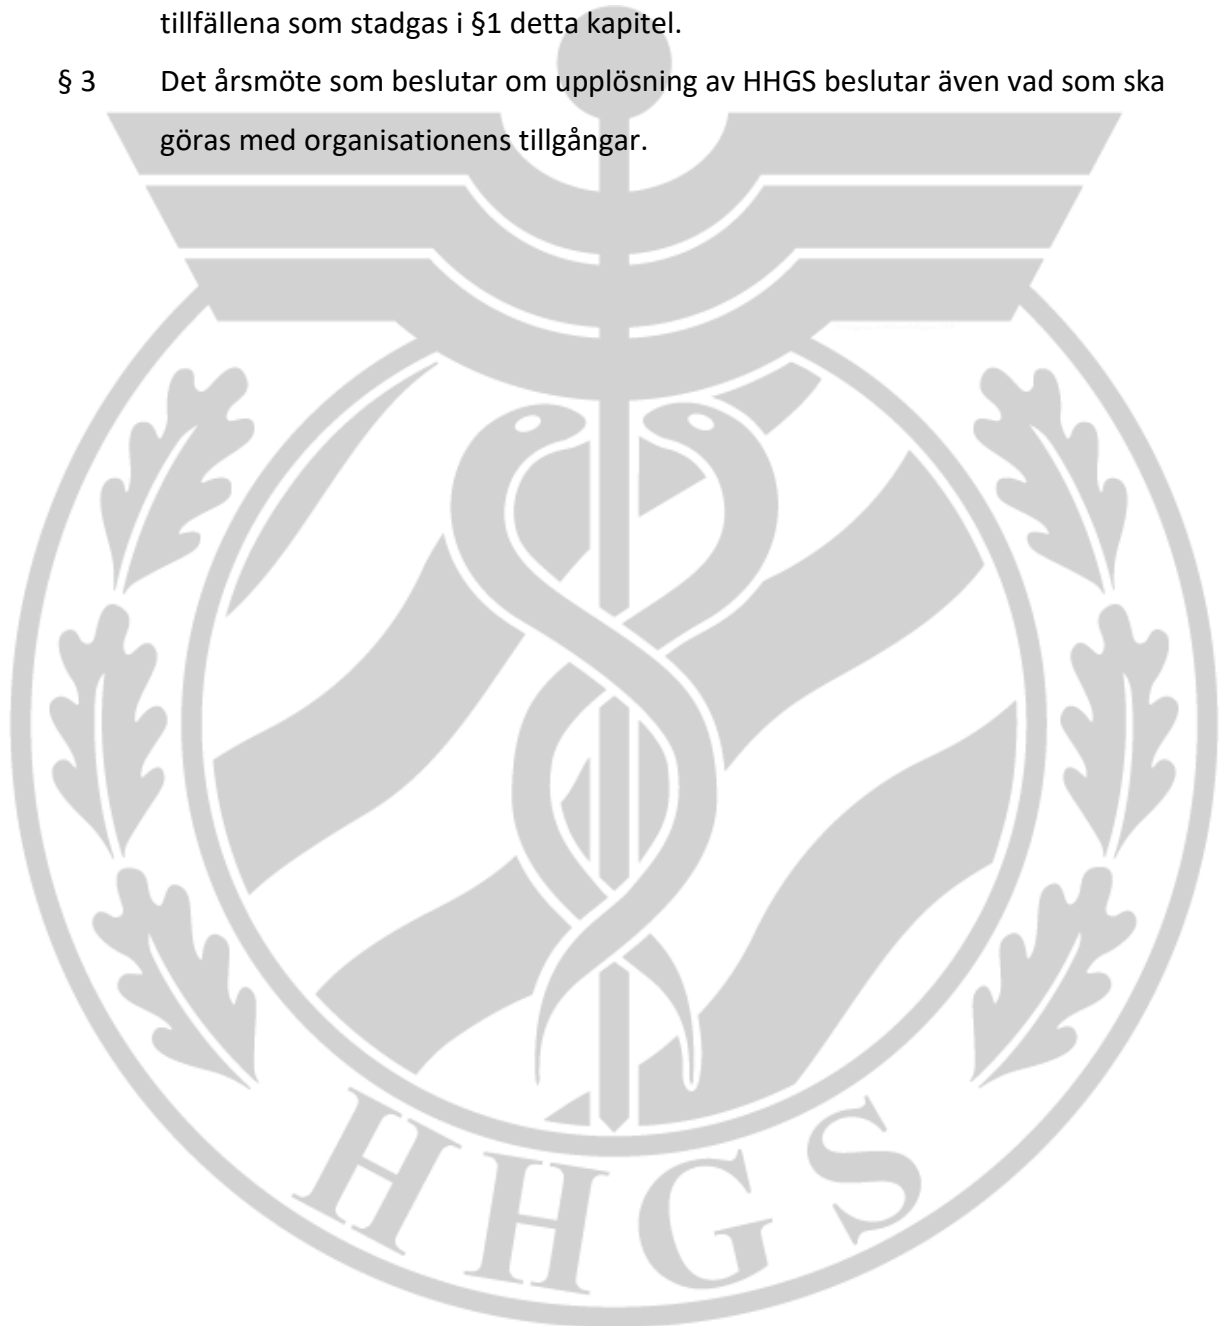 tillfällena som stadgas i §1 detta kapitel.
§ 3 Det årsmöte som beslutar om upplösning av HHGS beslutar även vad som ska
göras med organisationens tillgångar.
HHGS